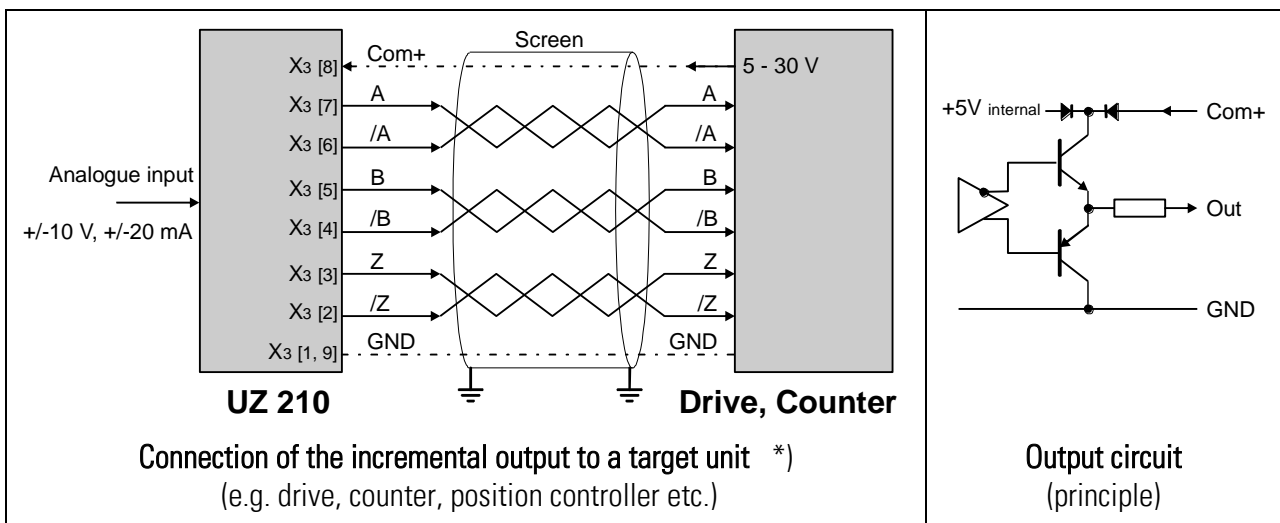 Screen
X3 [8] Com+ 5 - 30 V
X3 [7] A A
X3 [6] /A /A
X3 [5] B B
X3 [4] /B /B
X3 [3] Z Z
X3 [2] /Z /Z
X3 [1, 9] GND GND
Analogue input
+/-10 V, +/-20 mA
UZ 210
Drive, Counter
Connection of the incremental output to a target unit *)
(e.g. drive, counter, position controller etc.)
+5V internal
Com+
Out
GND
Output circuit
(principle)